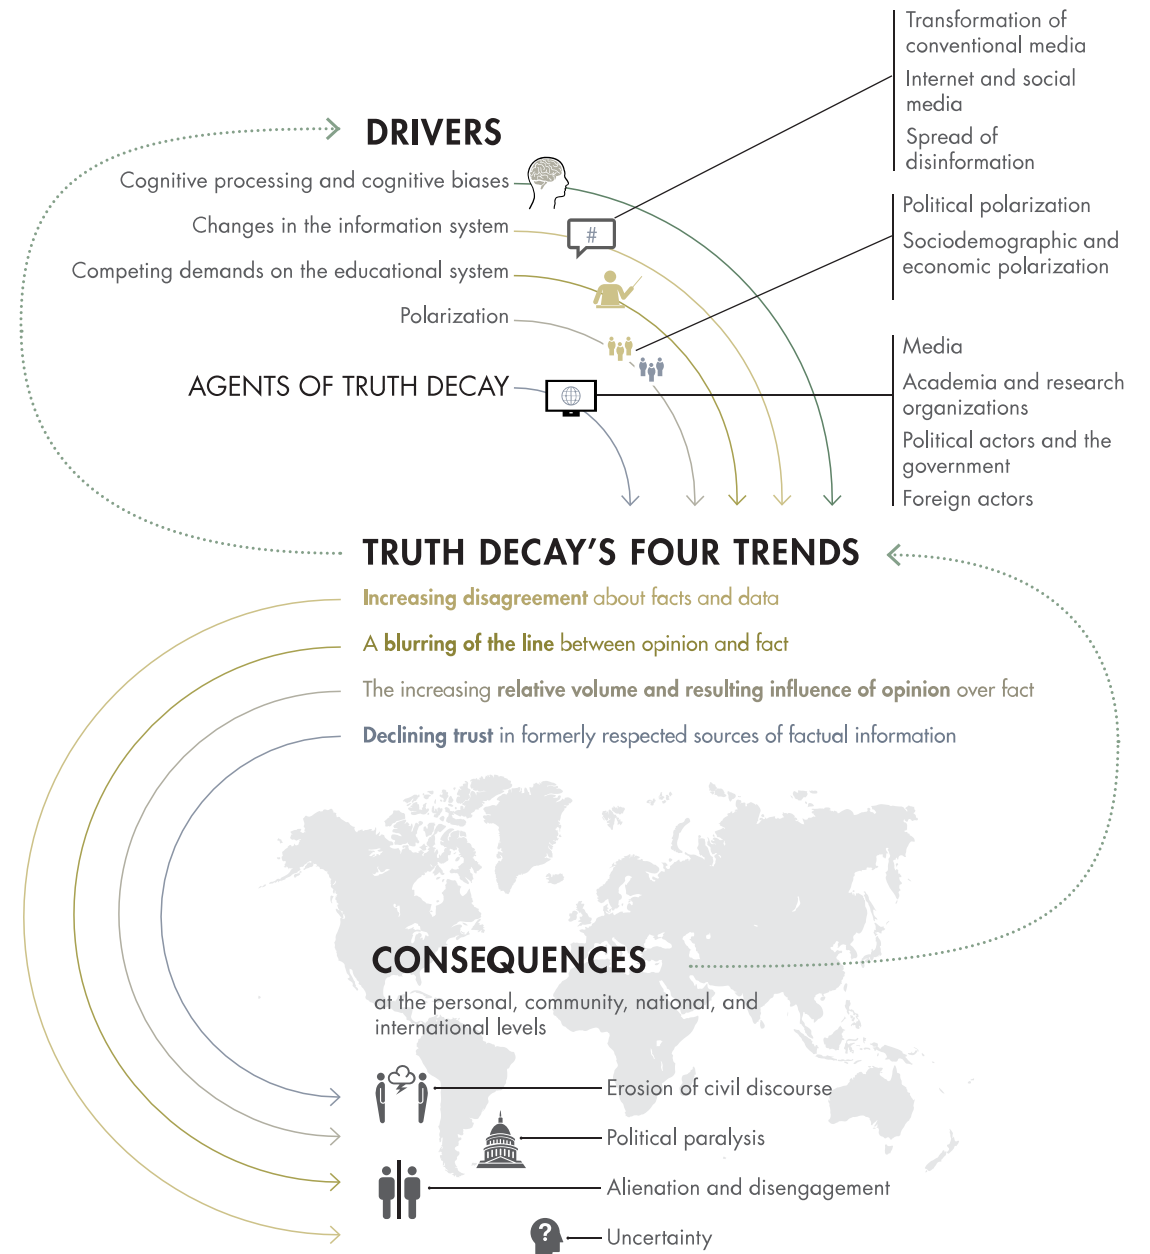 Transformation of
conventional media
Internet and social
media
Spread of
disinformation
DRIVERS
Cognitive processing and cognitive biases
Changes in the information system
#
Competing demands on the educational system
Polarization
Political polarization
Sociodemographic and
economic polarization
AGENTS OF TRUTH DECAY
Media
Academia and research
organizations
Political actors and the
government
Foreign actors
TRUTH DECAY’S FOUR TRENDS
Increasing disagreement about facts and data
A blurring of the line between opinion and fact
The increasing relative volume and resulting influence of opinion over fact
Declining trust in formerly respected sources of factual information
CONSEQUENCES
at the personal, community, national, and
international levels
Erosion of civil discourse
Political paralysis
Alienation and disengagement
?
Uncertainty